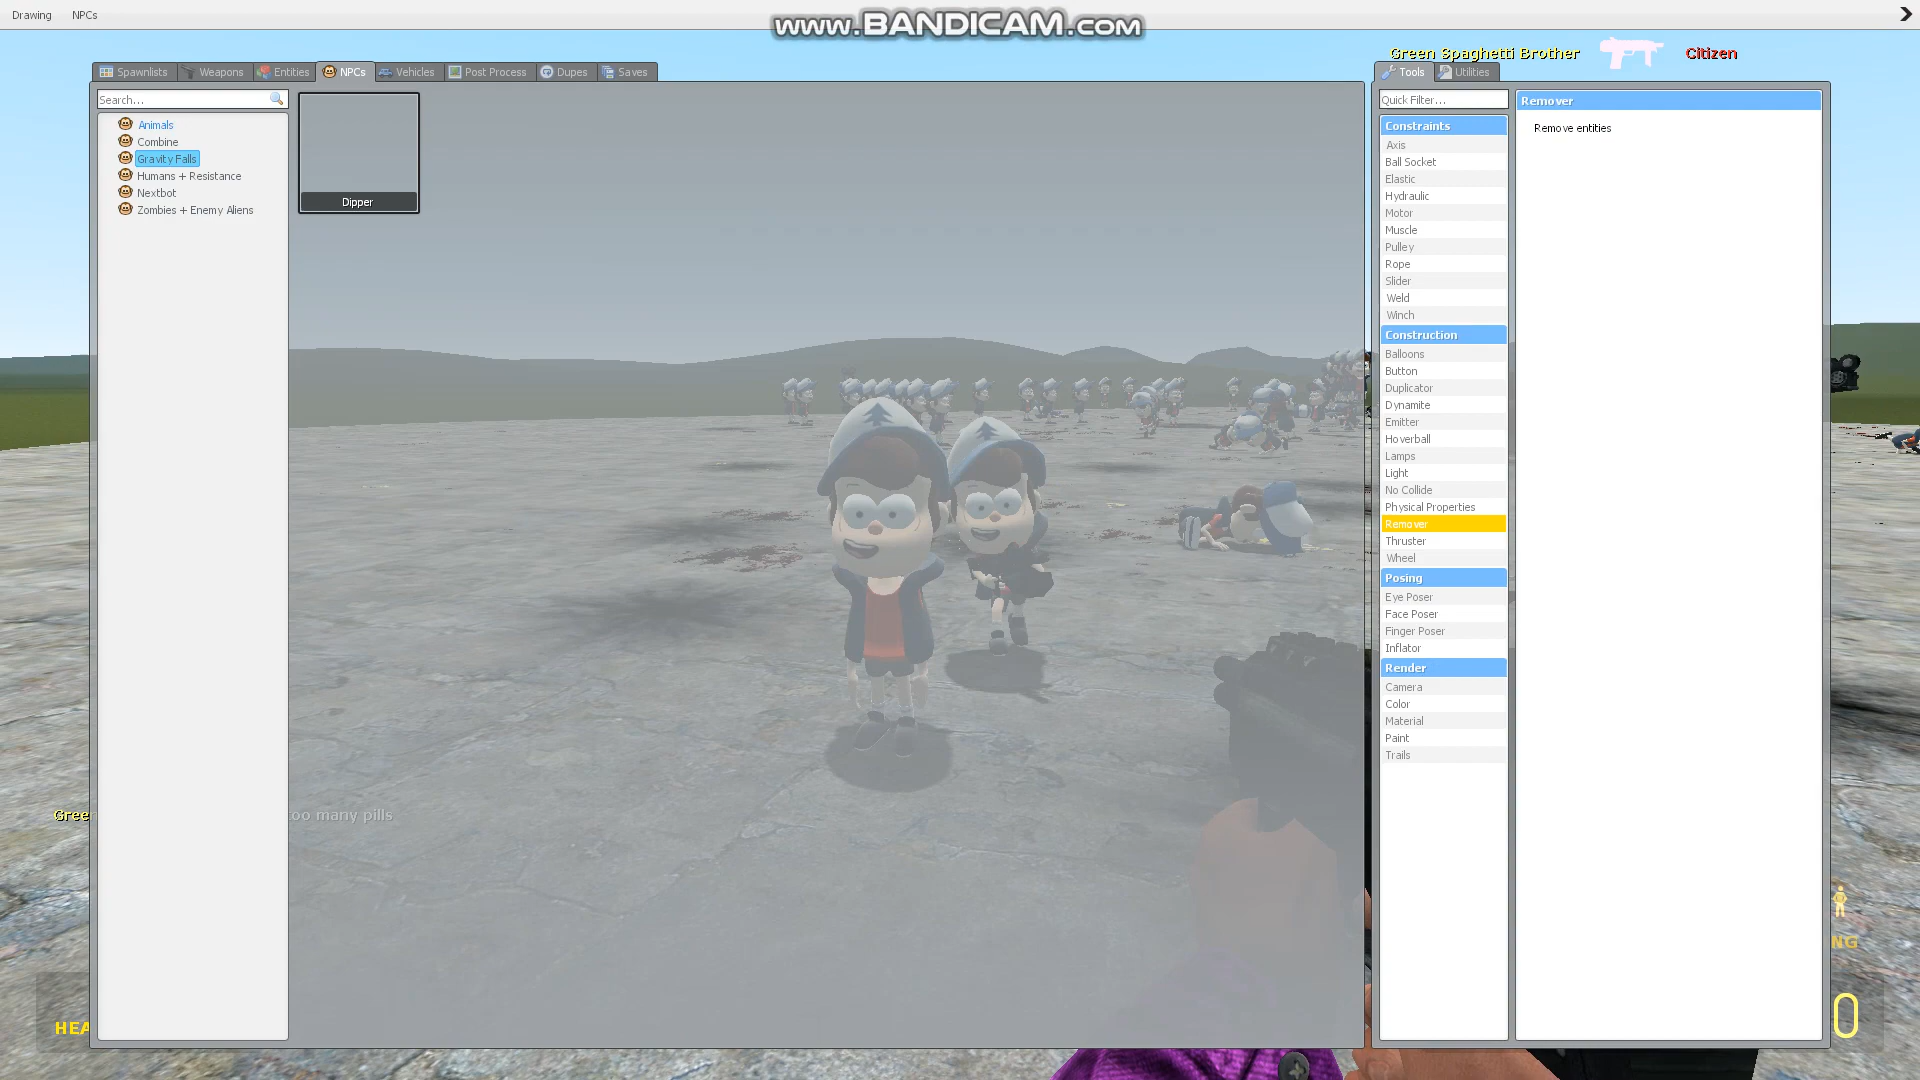 Drawing NPCs
www.BANDICAM.com
Green Spaghetti Brother Citizen
Spawnlists Weapons Entities NPCs Vehicles Post Process Dupes Saves
Tools Utilities
Search...
Animals
Combine
Gravity Falls
Humans + Resistance
Nextbot
Zombies + Enemy Aliens
Dipper
Quick Filter...
Constraints
Axis
Ball Socket
Elastic
Hydraulic
Motor
Muscle
Pulley
Rope
Slider
Weld
Winch
Construction
Balloons
Button
Duplicator
Dynamite
Emitter
Hoverball
Lamps
Light
No Collide
Physical Properties
Remover
Thruster
Wheel
Posing
Eye Poser
Face Poser
Finger Poser
Inflator
Render
Camera
Color
Material
Paint
Trails
Remover
Remove entities
Gree too many pills
NG
HEA
0